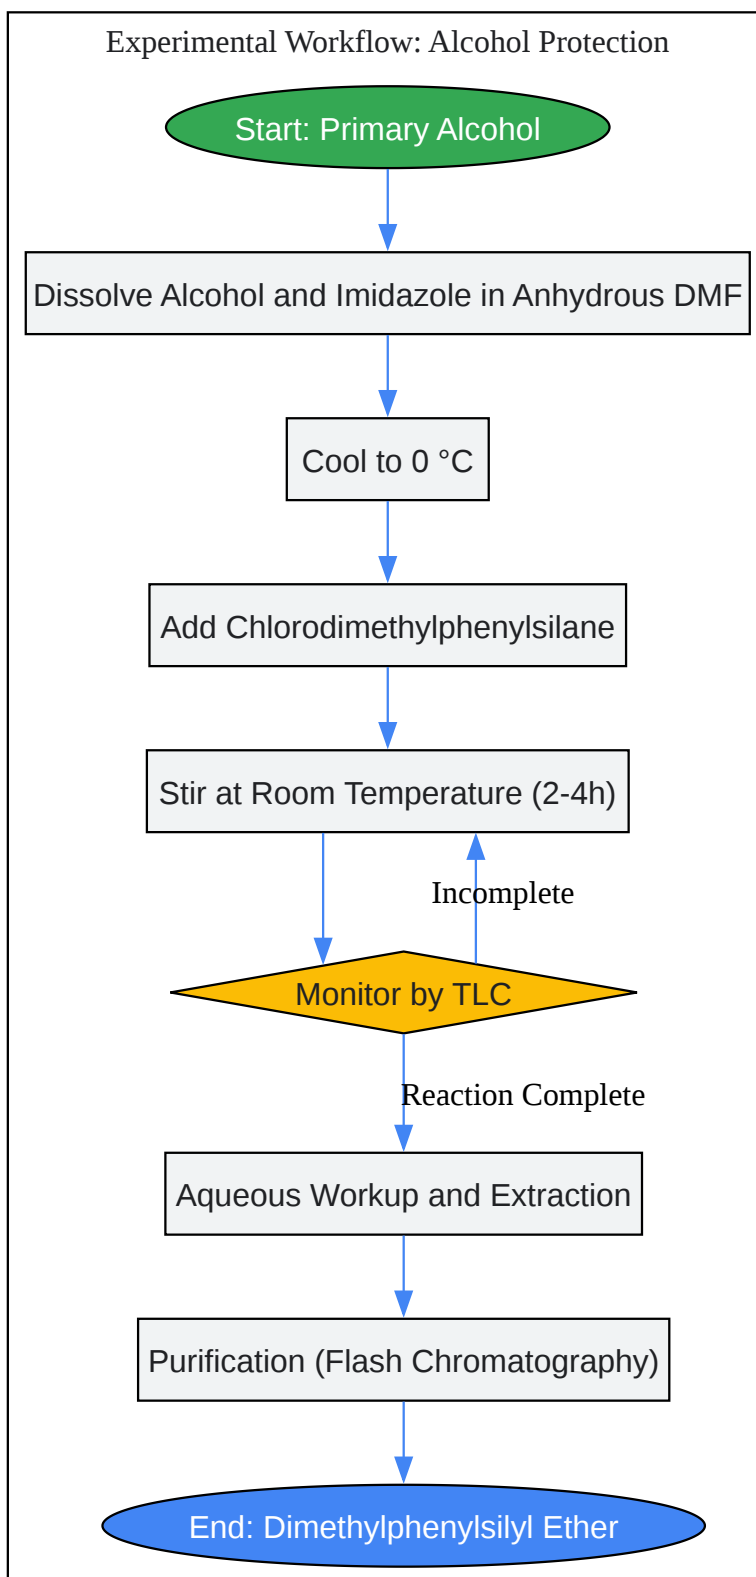 Experimental Workflow: Alcohol Protection
Start: Primary Alcohol
Dissolve Alcohol and Imidazole in Anhydrous DMF
Cool to 0 °C
Add Chlorodimethylphenylsilane
Stir at Room Temperature (2-4h)
Incomplete
Monitor by TLC
Reaction Complete
Aqueous Workup and Extraction
Purification (Flash Chromatography)
End: Dimethylphenylsilyl Ether